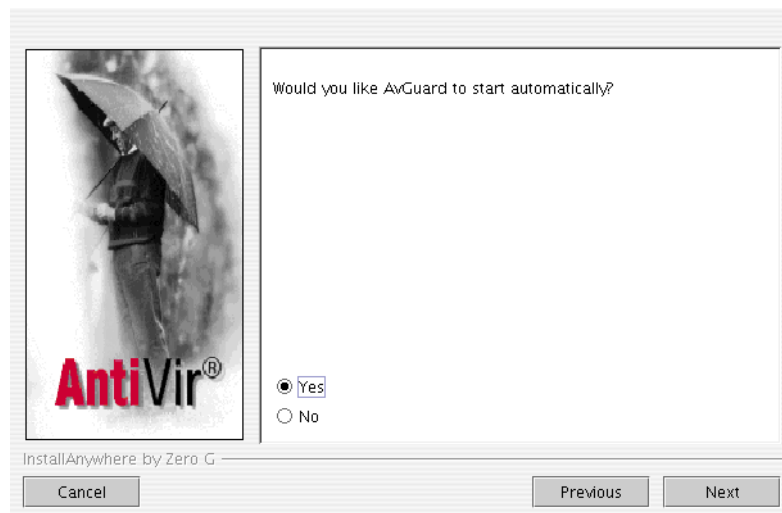 Would you like AvGuard to start automatically?
AntiVir®
Yes
No
InstallAnywhere by Zero G
Cancel
Previous
Next